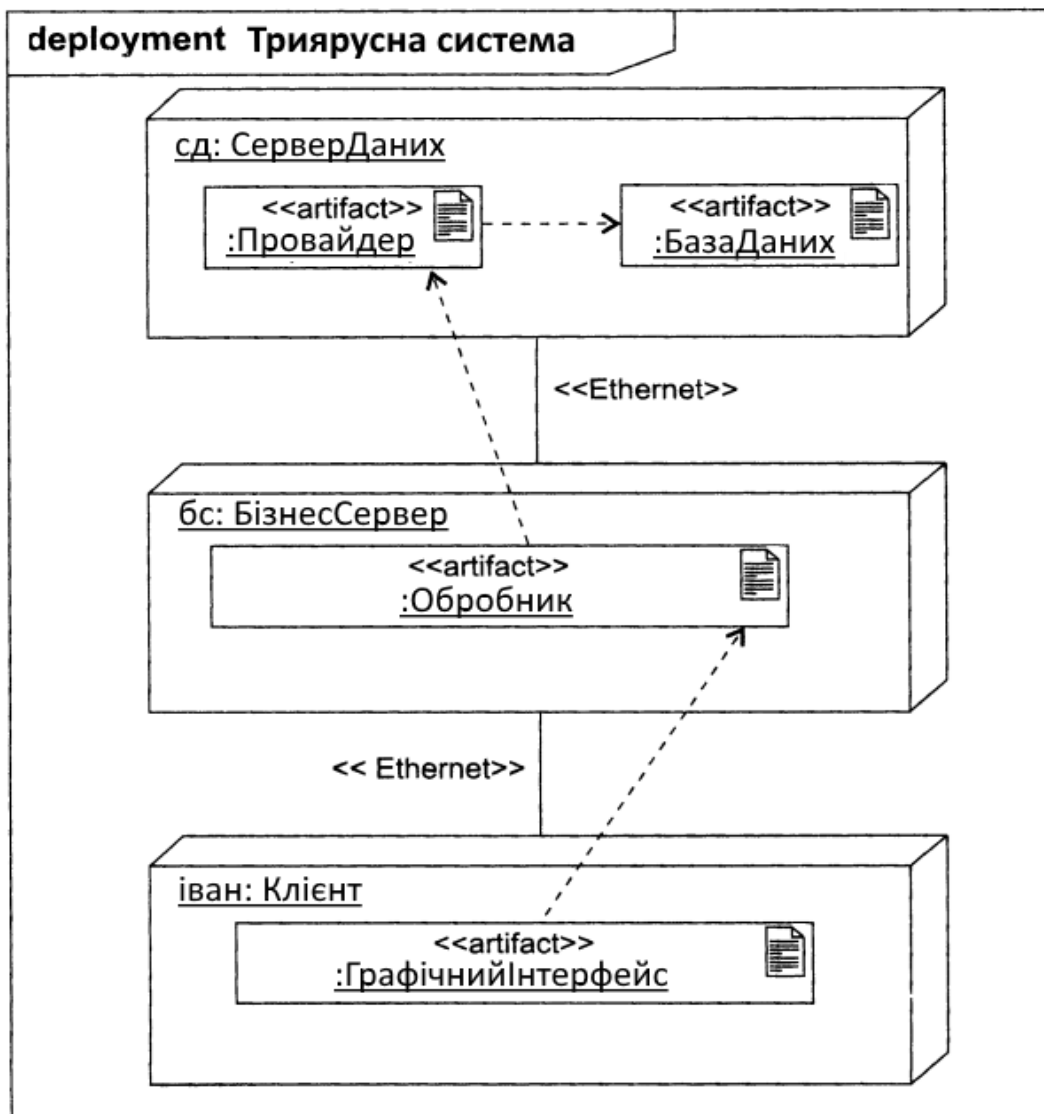 deployment Триярусна система
сд: СерверДаних
<<artifact>>
:Провайдер
<<artifact>>
:БазаДаних
<<Ethernet>>
бс: БізнесСервер
<<artifact>>
:Обробник
<< Ethernet>>
іван: Клієнт
<<artifact>>
:ГрафічнийІнтерфейс